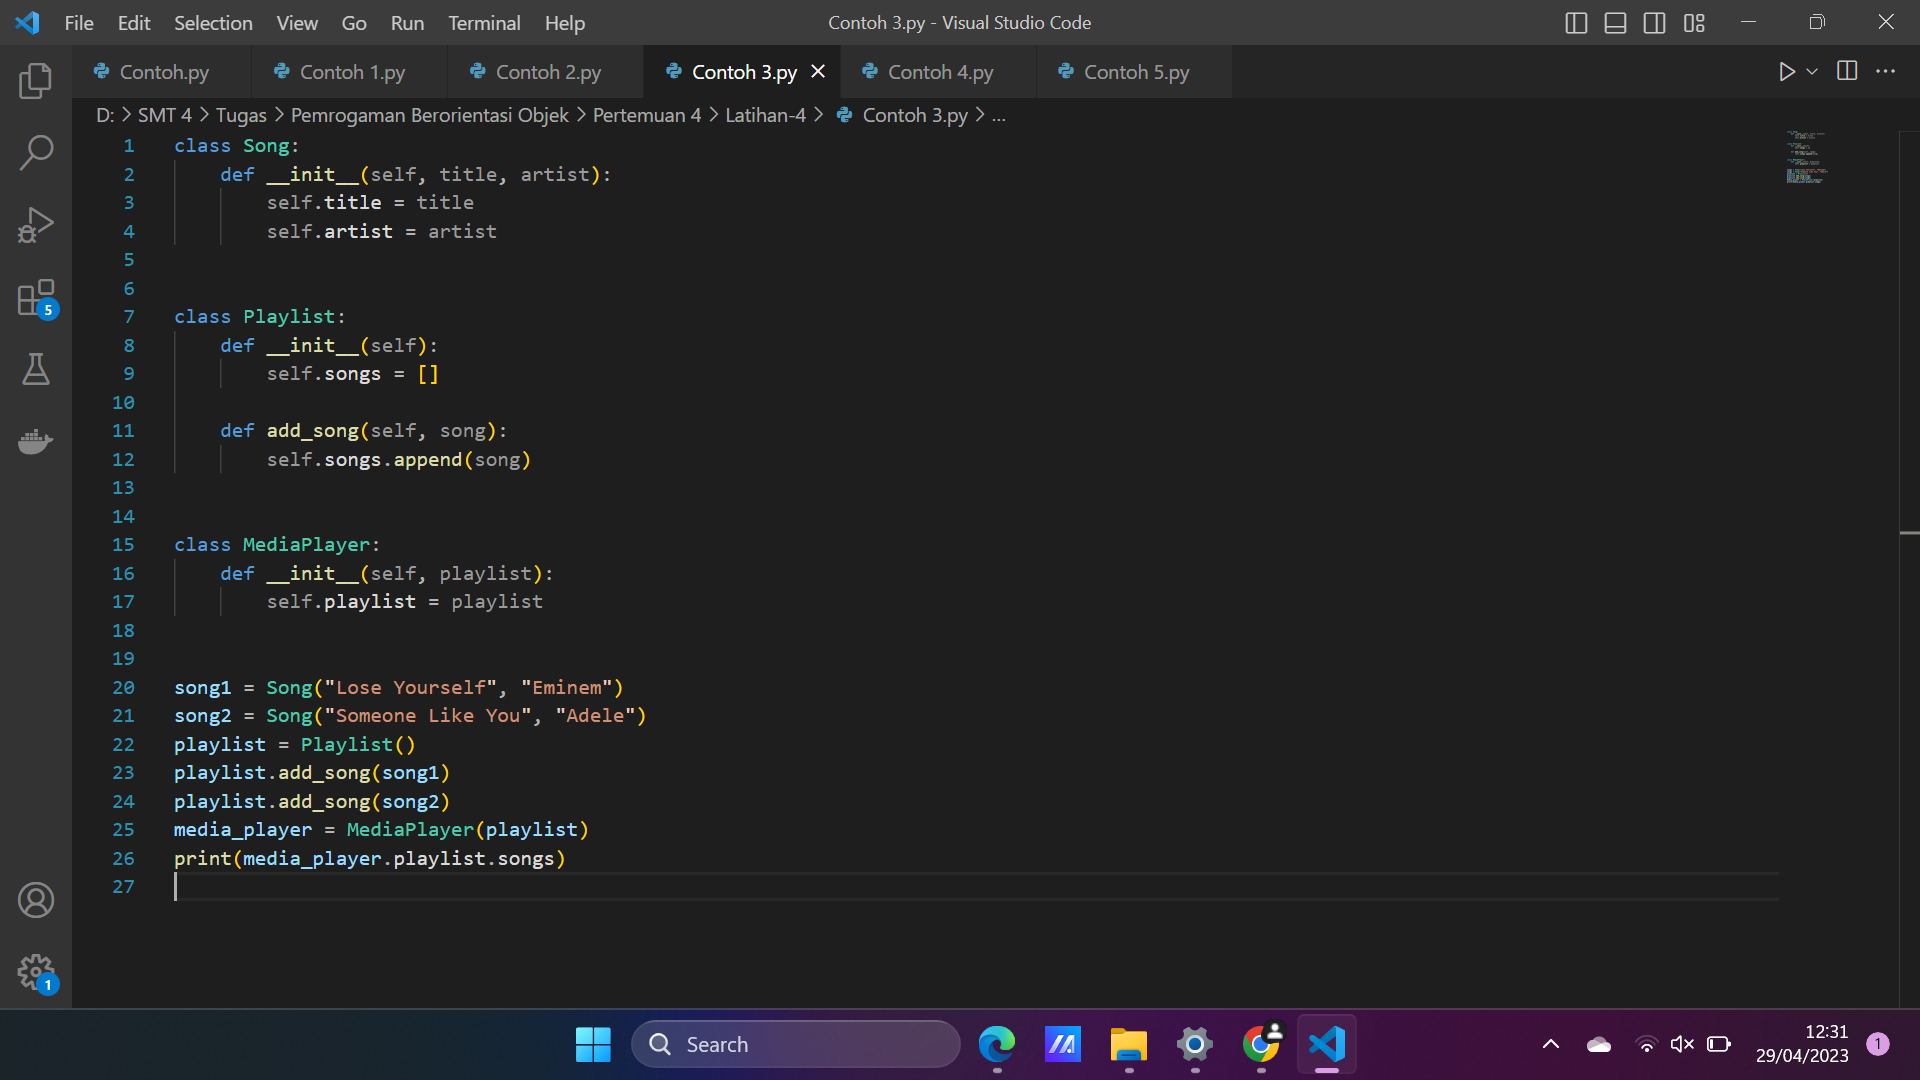 File Edit Selection View Go Run Terminal Help
Contoh 3.py - Visual Studio Code
Contoh.py Contoh 1.py Contoh 2.py Contoh 3.py Contoh 4.py Contoh 5.py
D: > SMT 4 > Tugas > Pemrogaman Berorientasi Objek > Pertemuan 4 > Latihan-4 > Contoh 3.py > ...
1 class Song:
2     def __init__(self, title, artist):
3         self.title = title
4         self.artist = artist
5
6
7 class Playlist:
8     def __init__(self):
9         self.songs = []
10
11     def add_song(self, song):
12         self.songs.append(song)
13
14
15 class MediaPlayer:
16     def __init__(self, playlist):
17         self.playlist = playlist
18
19
20 song1 = Song("Lose Yourself", "Eminem")
21 song2 = Song("Someone Like You", "Adele")
22 playlist = Playlist()
23 playlist.add_song(song1)
24 playlist.add_song(song2)
25 media_player = MediaPlayer(playlist)
26 print(media_player.playlist.songs)
27
5
1
Search
12:31
29/04/2023
1